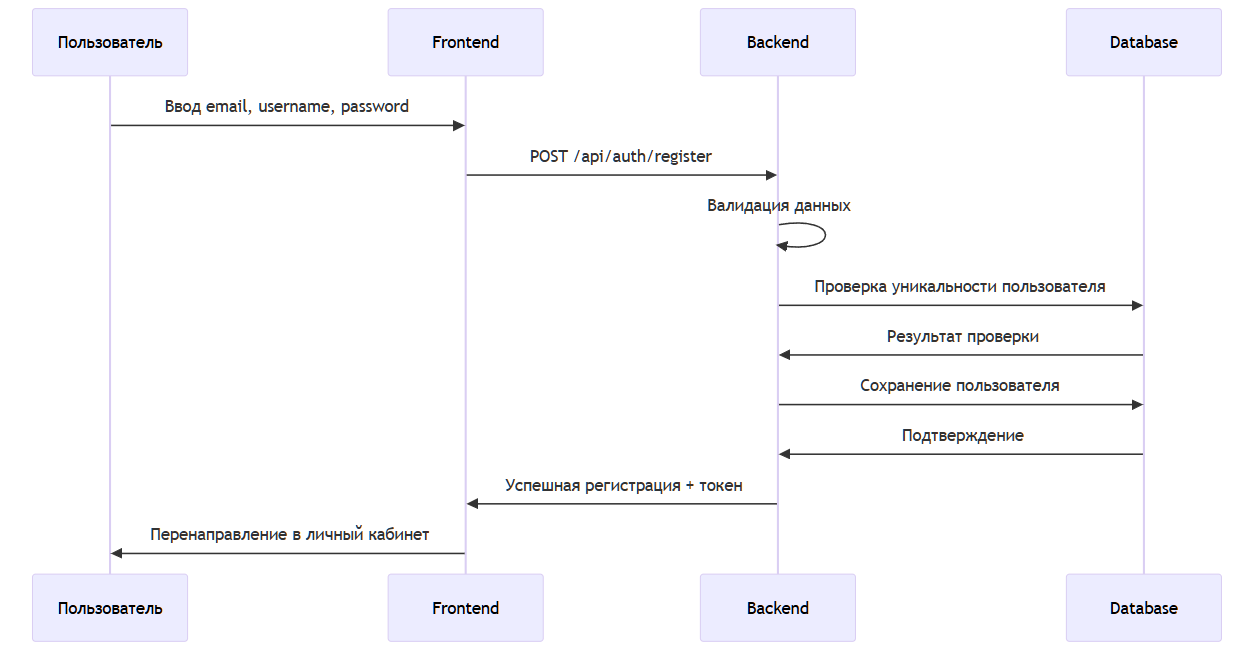 Пользователь
Frontend
Backend
Database
Ввод email, username, password
POST /api/auth/register
Валидация данных
Проверка уникальности пользователя
Результат проверки
Сохранение пользователя
Подтверждение
Успешная регистрация + токен
Перенаправление в личный кабинет
Пользователь
Frontend
Backend
Database